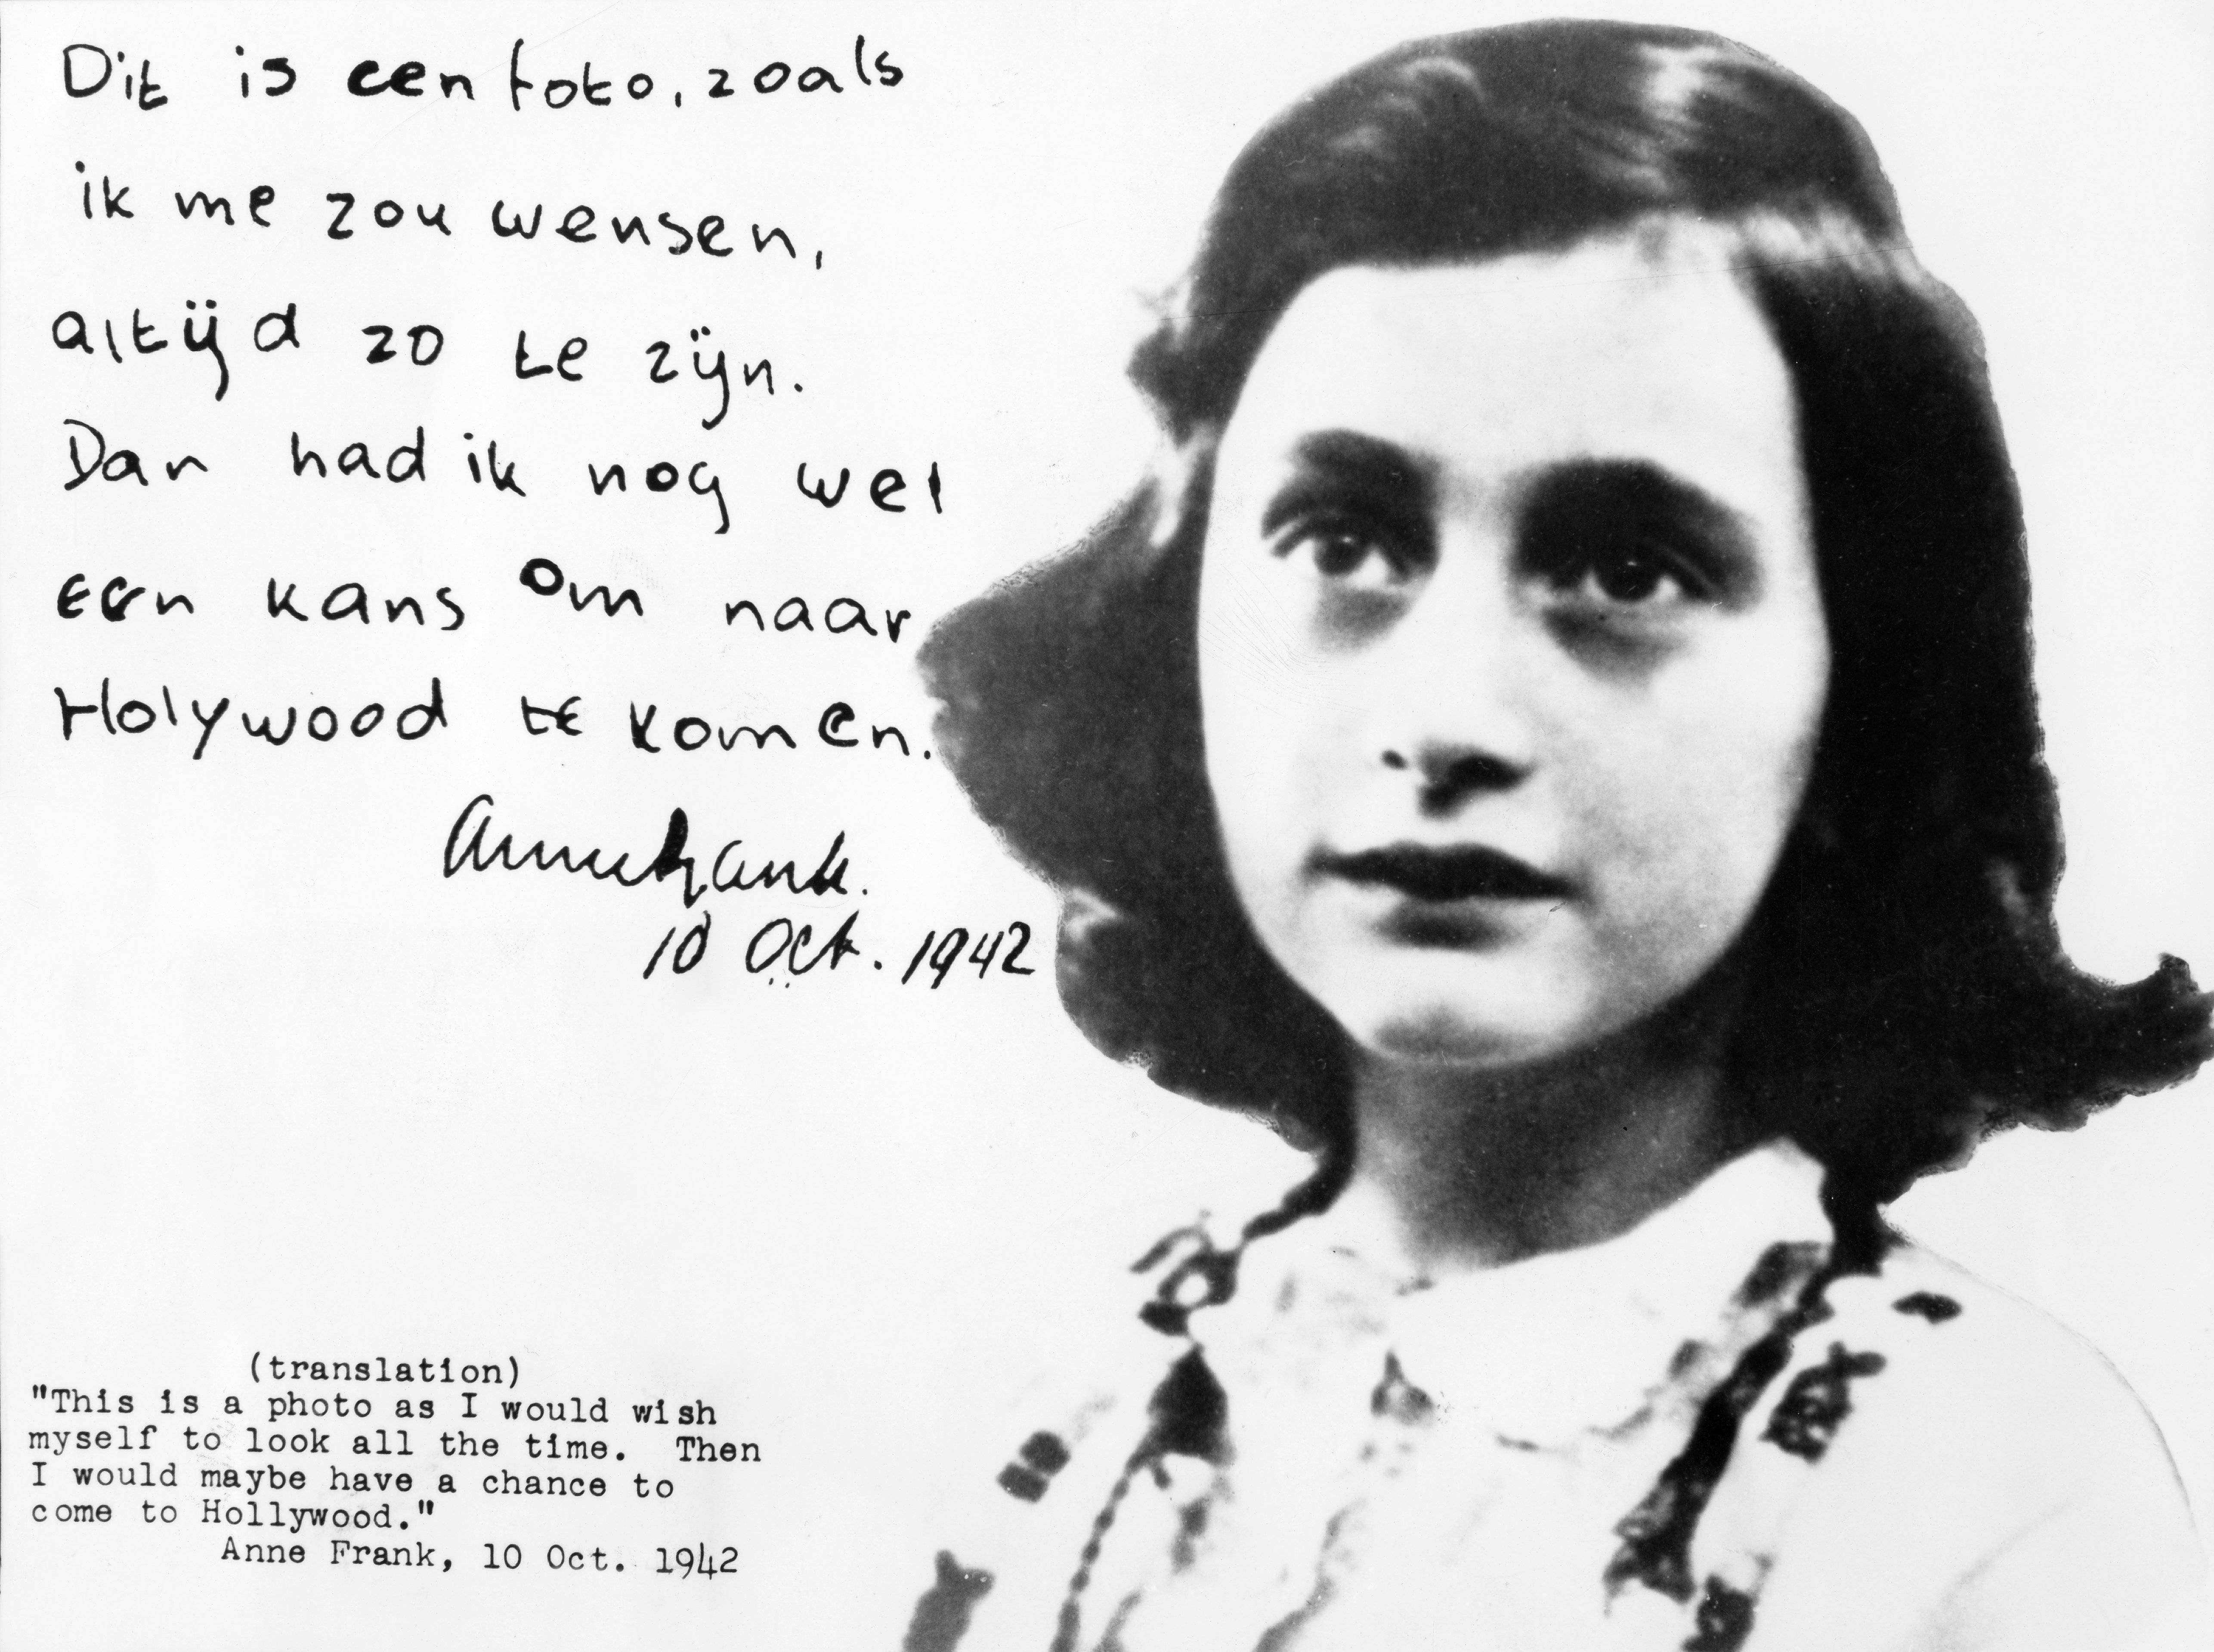 Dit is een foto, zoals
ik me zou wensen,
altijd zo te zijn.
Dan had ik nog wel
een kans om naar
Holywood te komen.
AnneFrank.
10 Oct. 1942
(translation)
"This is a photo as I would wish
myself to look all the time. Then
I would maybe have a chance to
come to Hollywood."
Anne Frank, 10 Oct. 1942